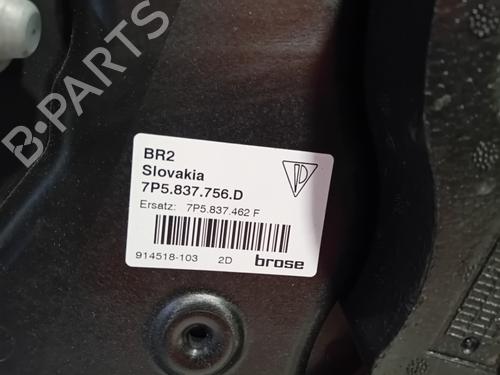 B-PARTS
BR2
Slovakia
7P5.837.756.D
Ersatz: 7P5.837.462 F
914518-103 2D brose